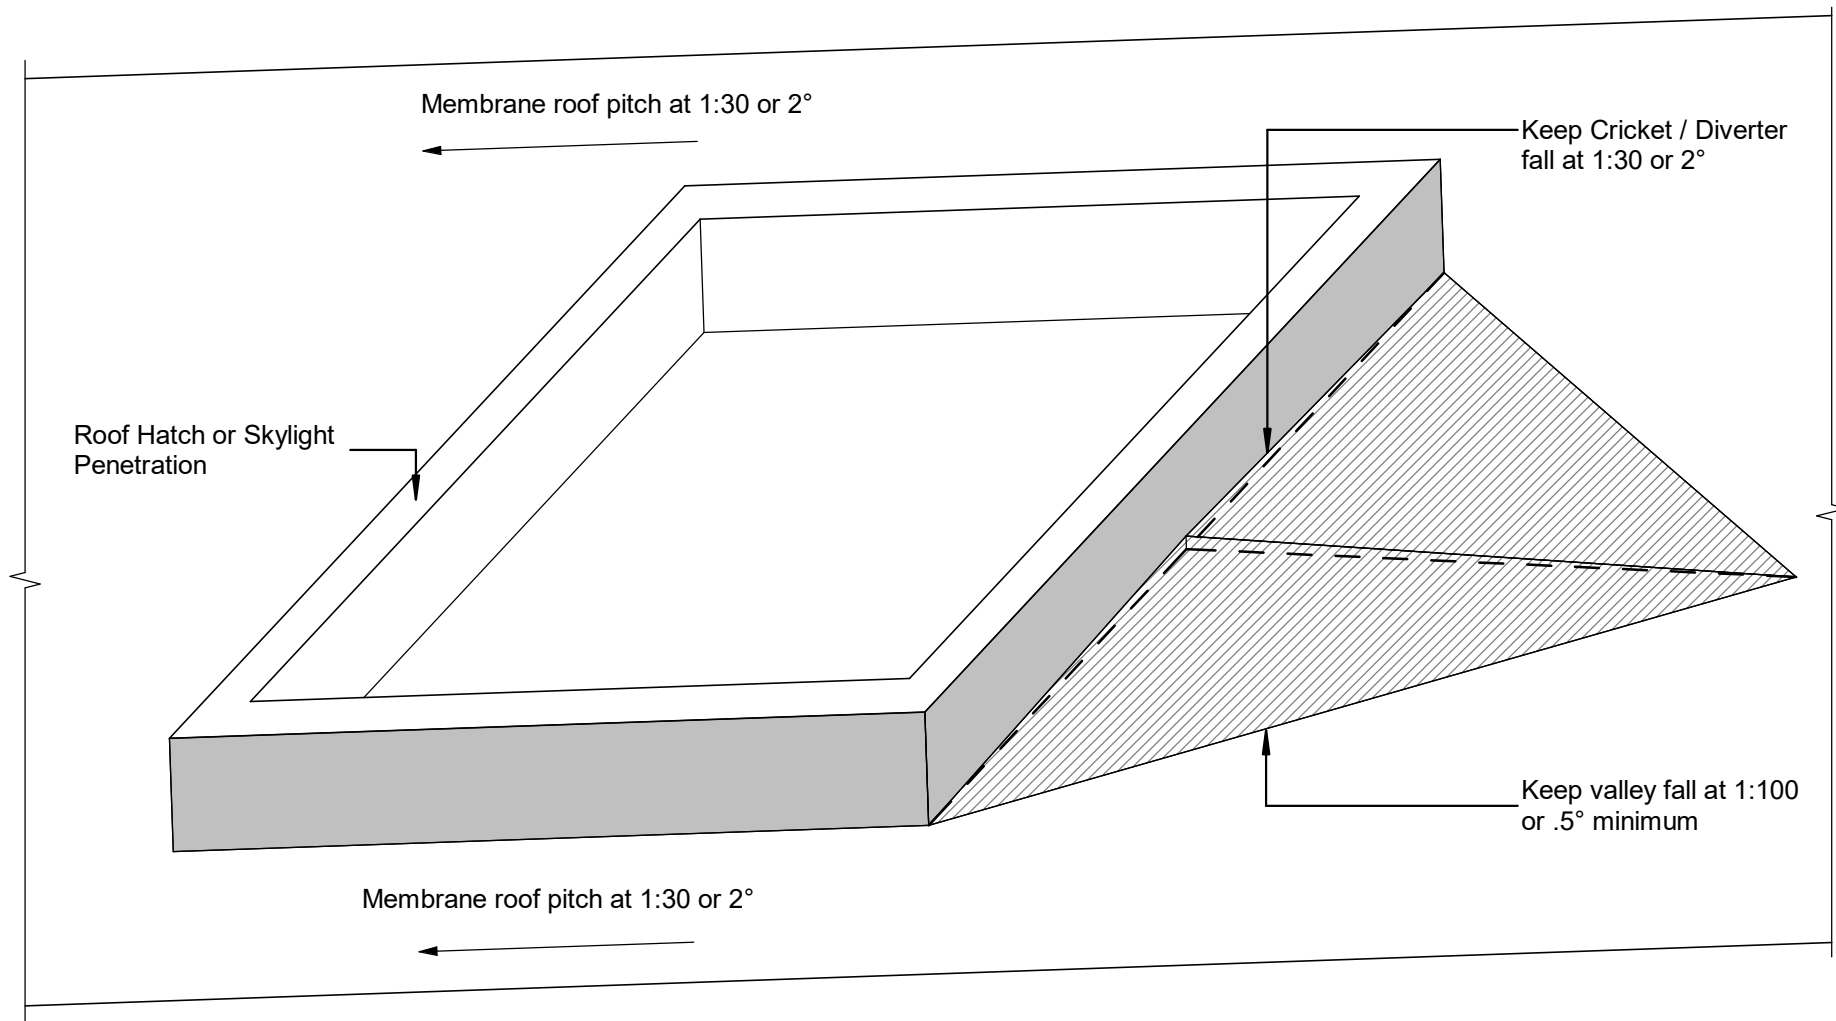 Membrane roof pitch at 1:30 or 2°
Keep Cricket / Diverter
fall at 1:30 or 2°
Roof Hatch or Skylight
Penetration
Keep valley fall at 1:100
or .5° minimum
Membrane roof pitch at 1:30 or 2°